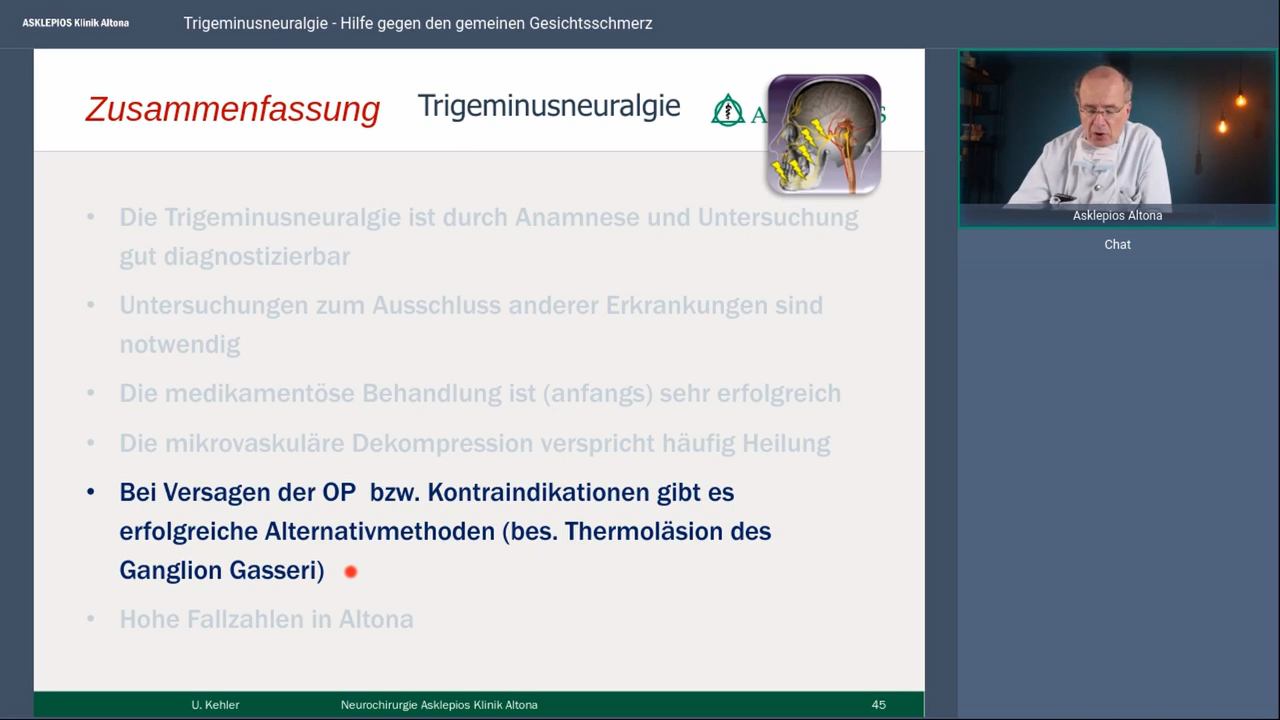 ASKLEPIOS Klinik Altona
Trigeminusneuralgie - Hilfe gegen den gemeinen Gesichtsschmerz
Zusammenfassung
Trigeminusneuralgie
A
S
• Die Trigeminusneuralgie ist durch Anamnese und Untersuchung
gut diagnostizierbar
• Untersuchungen zum Ausschluss anderer Erkrankungen sind
notwendig
• Die medikamentöse Behandlung ist (anfangs) sehr erfolgreich
• Die mikrovaskuläre Dekompression verspricht häufig Heilung
• Bei Versagen der OP bzw. Kontraindikationen gibt es
erfolgreiche Alternativmethoden (bes. Thermoläsion des
Ganglion Gasseri)
• Hohe Fallzahlen in Altona
U. Kehler
Neurochirurgie Asklepios Klinik Altona
45
Asklepios Altona
Chat